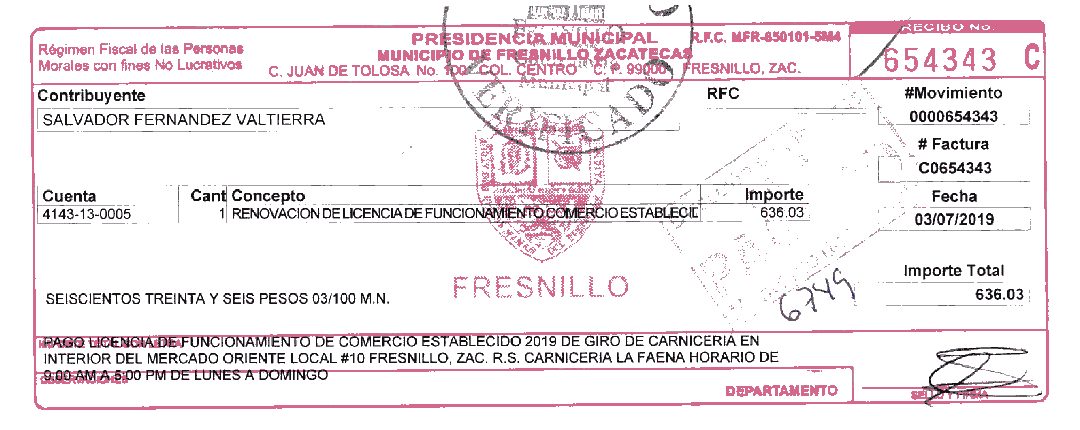 PRESIDENCIA MUNICIPAL
R.F.C. MFR-850101-5M4
RECIBO No.
Régimen Fiscal de las Personas
MUNICIPIO DE FRESNILLO ZACATECAS
654343 C
Morales con fines No Lucrativos
C. JUAN DE TOLOSA No. 100 COL. CENTRO C. P. 99000 FRESNILLO, ZAC.
Municipal
VERIFICADO
Contribuyente
RFC
#Movimiento
SALVADOR FERNANDEZ VALTIERRA
0000654343
# Factura
C0654343
Cuenta
Cant
Concepto
Importe
Fecha
4143-13-0005
1
RENOVACION DE LICENCIA DE FUNCIONAMIENTO COMERCIO ESTABLECID
636.03
03/07/2019
FRESNILLO
Importe Total
636.03
SEISCIENTOS TREINTA Y SEIS PESOS 03/100 M.N.
6749
PAGO LICENCIA DE FUNCIONAMIENTO DE COMERCIO ESTABLECIDO 2019 DE GIRO DE CARNICERIA EN
INTERIOR DEL MERCADO ORIENTE LOCAL #10 FRESNILLO, ZAC. R.S. CARNICERIA LA FAENA HORARIO DE
9:00 AM A 5:00 PM DE LUNES A DOMINGO
OBSERVACIONES
DEPARTAMENTO
SELLO Y FIRMA